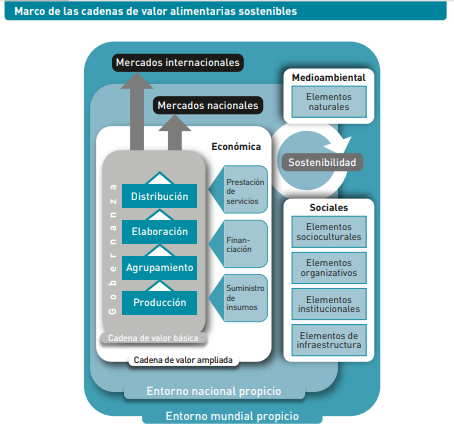 Marco de las cadenas de valor alimentarias sostenibles
Mercados internacionales
Mercados nacionales
Medioambiental
Elementos
naturales
Económica
Sostenibilidad
Gobernanza
Distribución
Elaboración
Agrupamiento
Producción
Prestación
de
servicios
Finan-
ciación
Suministro
de
insumos
Sociales
Elementos
socioculturales
Elementos
organizativos
Elementos
institucionales
Elementos de
infraestructura
Cadena de valor básica
Cadena de valor ampliada
Entorno nacional propicio
Entorno mundial propicio